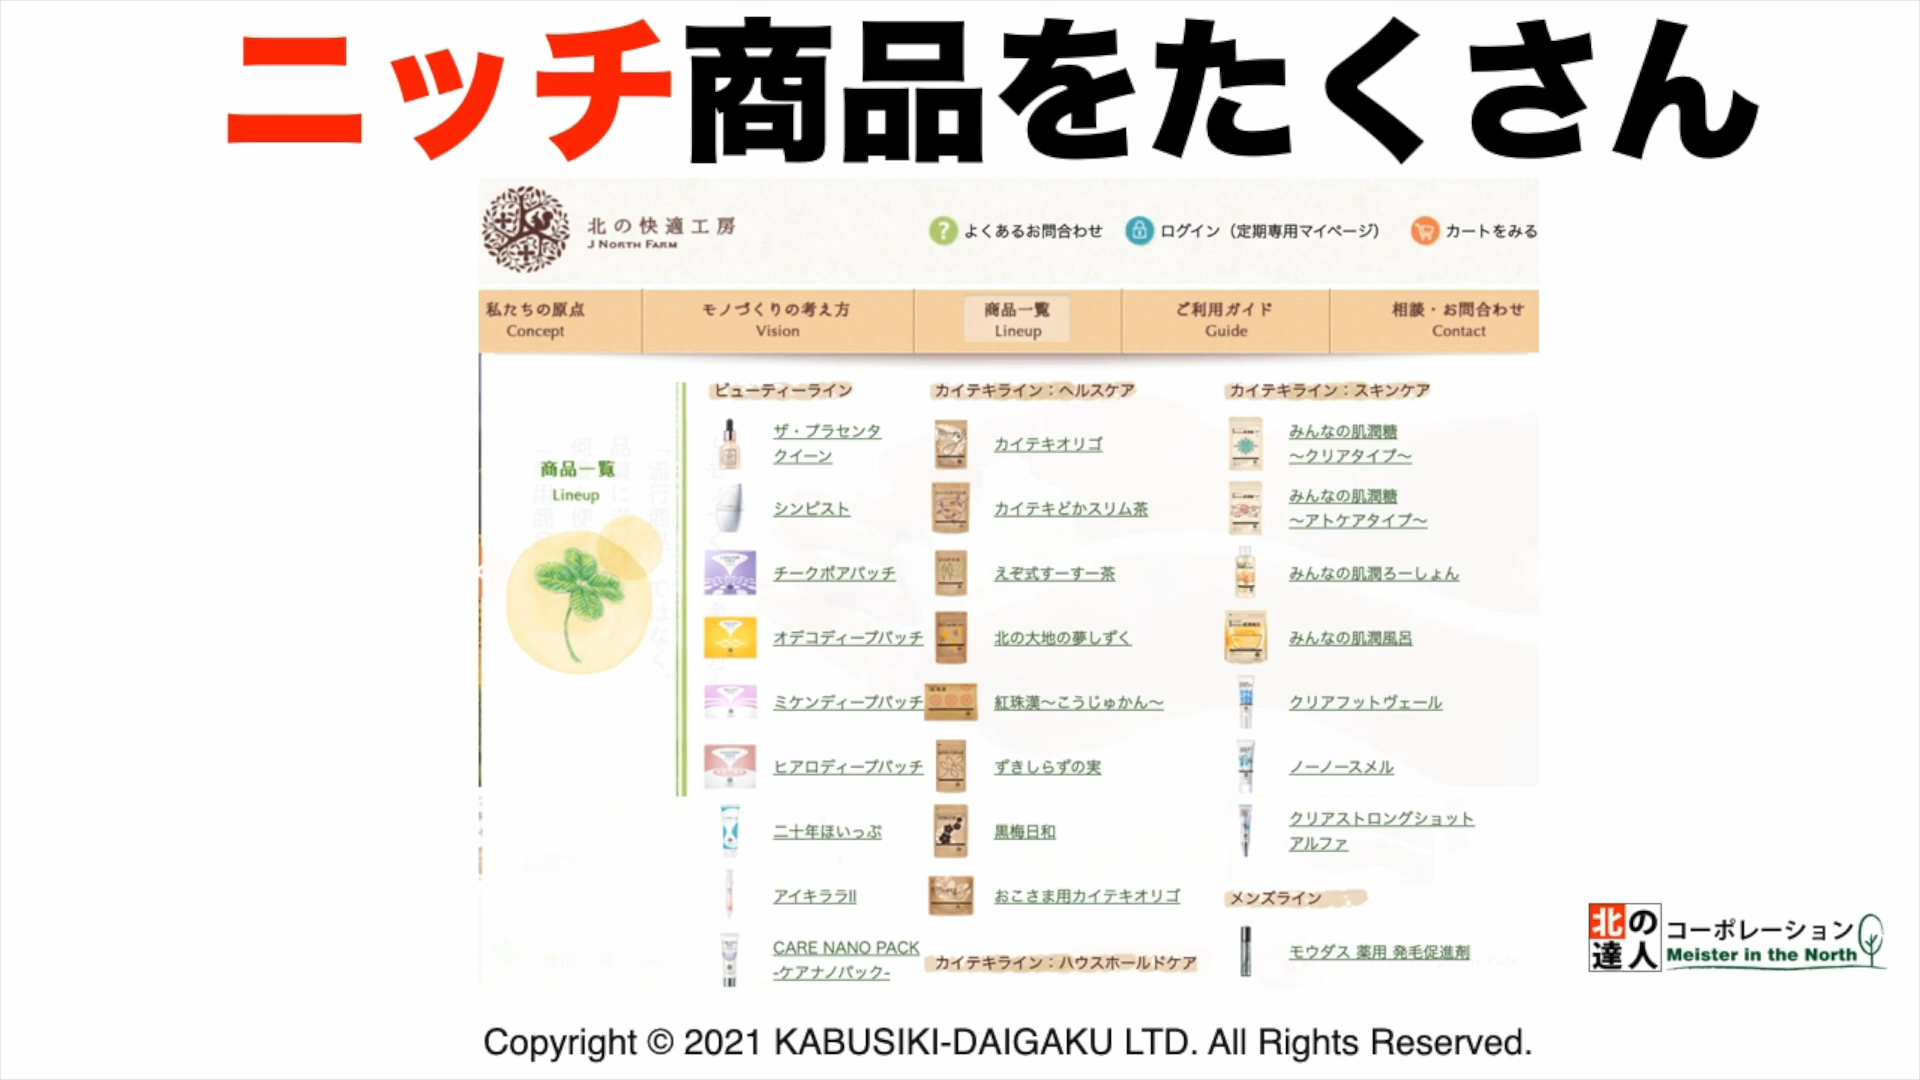 ニッチ商品をたくさん
北の快適工房
J NORTH FARM
よくあるお問合わせ
ログイン（定期専用マイページ）
カートをみる
私たちの原点
Concept
モノづくりの考え方
Vision
商品一覧
Lineup
ご利用ガイド
Guide
相談・お問合わせ
Contact
商品一覧
Lineup
ビューティーライン
ザ・プラセンタ
クイーン
シンピスト
チークポアパッチ
オデコディープパッチ
ミケンディープパッチ
ヒアロディープパッチ
二十年ほいっぷ
アイキララII
CARE NANO PACK
-ケアナノパック-
カイテキライン：ヘルスケア
カイテキオリゴ
カイテキどかスリム茶
えぞ式すーすー茶
北の大地の夢しずく
紅珠漢〜こうじゅかん〜
ずきしらずの実
黒梅日和
おこさま用カイテキオリゴ
カイテキライン：ハウスホールドケア
カイテキライン：スキンケア
みんなの肌潤糖
〜クリアタイプ〜
みんなの肌潤糖
〜アトケアタイプ〜
みんなの肌潤ろーしょん
みんなの肌潤風呂
クリアフットヴェール
ノーノースメル
クリアストロングショット
アルファ
メンズライン
モウダス 薬用 発毛促進剤
北の達人
コーポレーション
Meister in the North
Copyright © 2021 KABUSIKI-DAIGAKU LTD. All Rights Reserved.